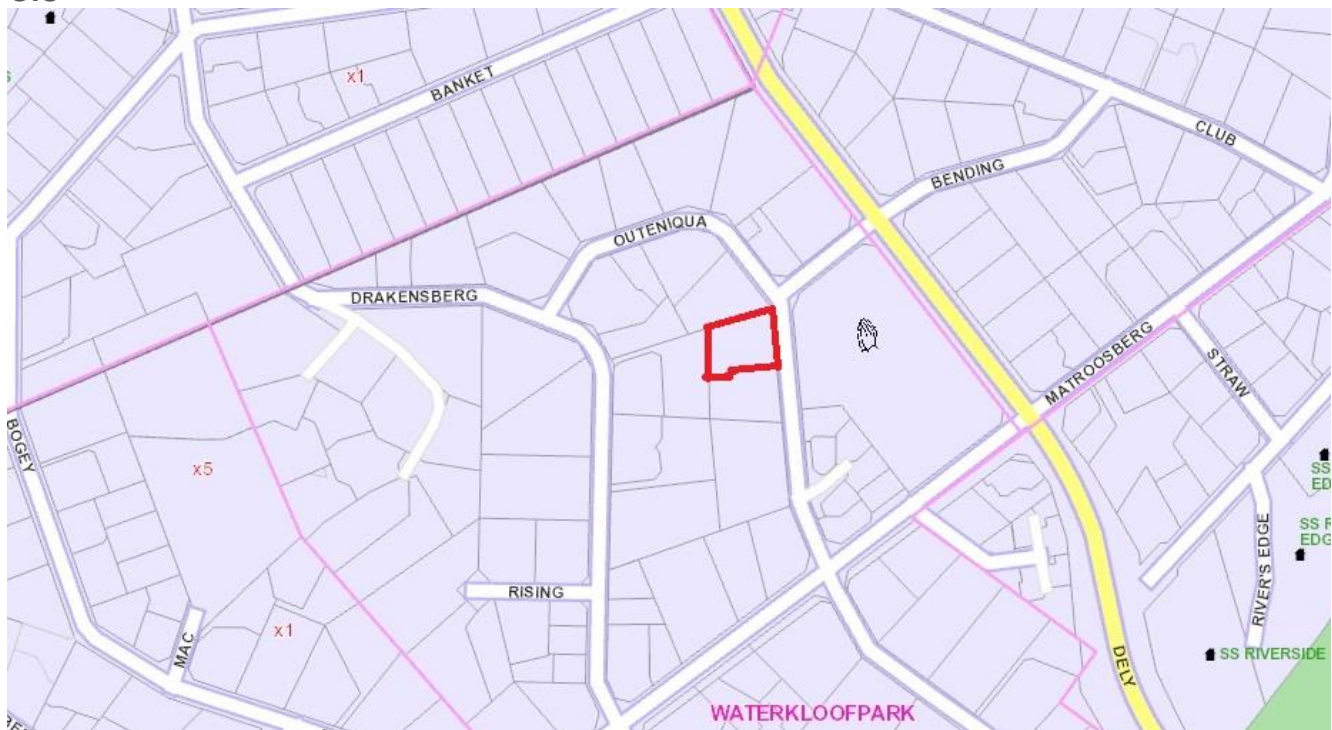 x1
BANKET
CLUB
BENDING
OUTENIQUA
DRAKENSBERG
MATROOSBERG
STRAW
BOGEY
x5
SS
ED
SS R
EDG
RIVER'S EDGE
RISING
x1
MAC
DELY
SS RIVERSIDE
WATERKLOOFPARK